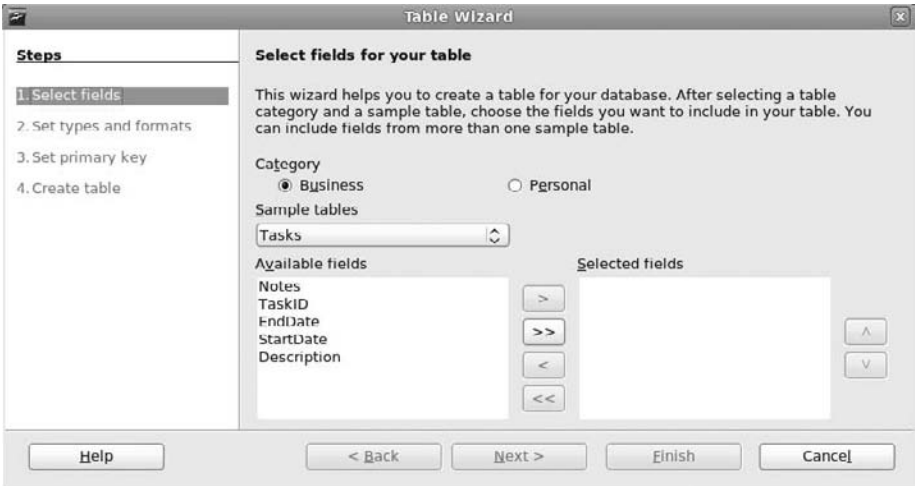 Table Wizard
Steps
1. Select fields
2. Set types and formats
3. Set primary key
4. Create table
Select fields for your table
This wizard helps you to create a table for your database. After selecting a table
category and a sample table, choose the fields you want to include in your table. You
can include fields from more than one sample table.
Category
Business
Personal
Sample tables
Tasks
Available fields
Notes
TaskID
EndDate
StartDate
Description
>
>>
<
<<
Selected fields
Help
< Back
Next >
Finish
Cancel